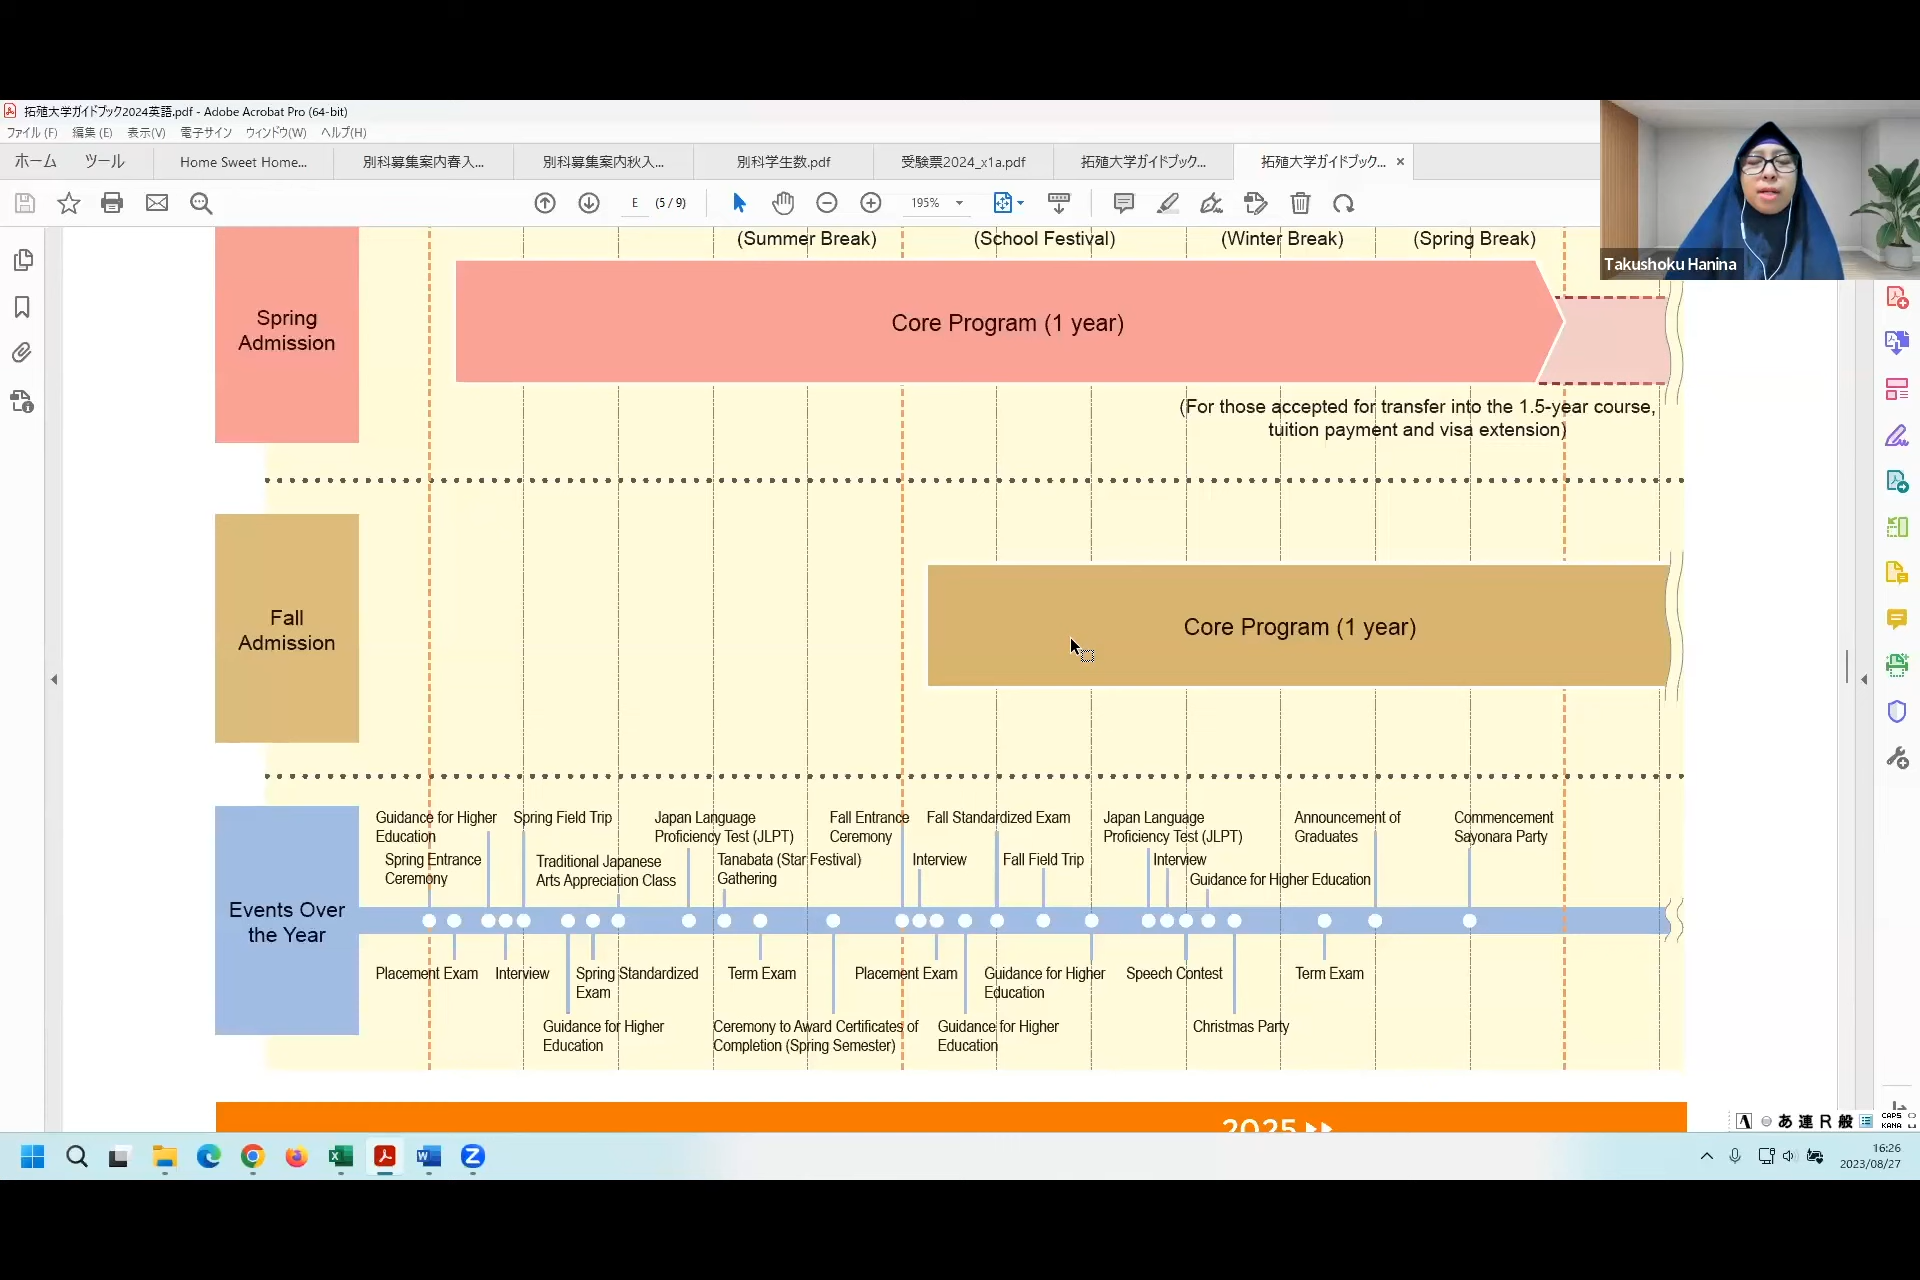 拓殖大学ガイドブック2024英語.pdf - Adobe Acrobat Pro (64-bit)
ファイル(F) 編集(E) 表示(V) 電子サイン ウィンドウ(W) ヘルプ(H)
ホーム ツール Home Sweet Home... 別科募集案内春入... 別科募集案内秋入... 別科学生数.pdf 受験票2024_x1a.pdf 拓殖大学ガイドブック... 拓殖大学ガイドブック... ×
E (5 / 9) 195%
Takushoku Hanina
(Summer Break) (School Festival) (Winter Break) (Spring Break)
Spring
Admission
Core Program (1 year)
(For those accepted for transfer into the 1.5-year course,
tuition payment and visa extension)
Fall
Admission
Core Program (1 year)
Events Over
the Year
Guidance for Higher
Education
Spring Field Trip
Japan Language
Proficiency Test (JLPT)
Fall Entrance
Ceremony
Fall Standardized Exam
Japan Language
Proficiency Test (JLPT)
Announcement of
Graduates
Commencement
Sayonara Party
Spring Entrance
Ceremony
Traditional Japanese
Arts Appreciation Class
Tanabata (Star Festival)
Gathering
Interview
Fall Field Trip
Interview
Guidance for Higher Education
Placement Exam
Interview
Spring Standardized
Exam
Term Exam
Placement Exam
Guidance for Higher
Education
Speech Contest
Term Exam
Guidance for Higher
Education
Ceremony to Award Certificates of
Completion (Spring Semester)
Guidance for Higher
Education
Christmas Party
2025
A あ 連 R 般 CAPS
KANA
16:26
2023/08/27